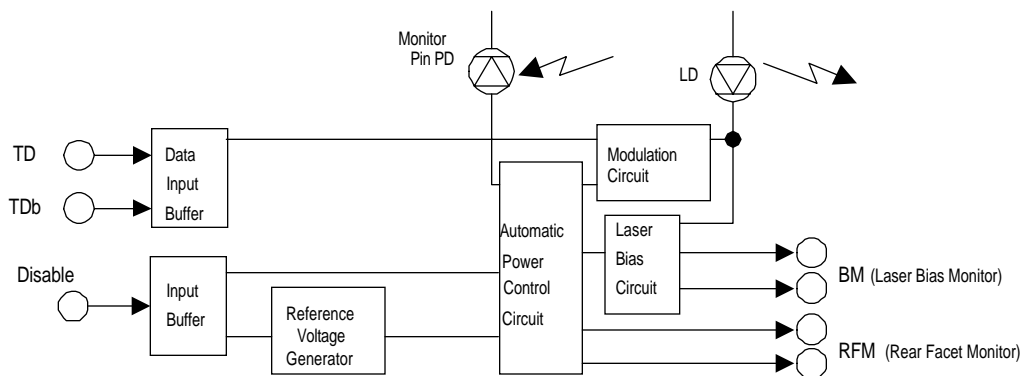 Monitor
Pin PD
LD
TD
TDb
Data
Input
Buffer
Modulation
Circuit
Automatic
Power
Control
Circuit
Laser
Bias
Circuit
BM (Laser Bias Monitor)
Disable
Input
Buffer
Reference
Voltage
Generator
RFM (Rear Facet Monitor)